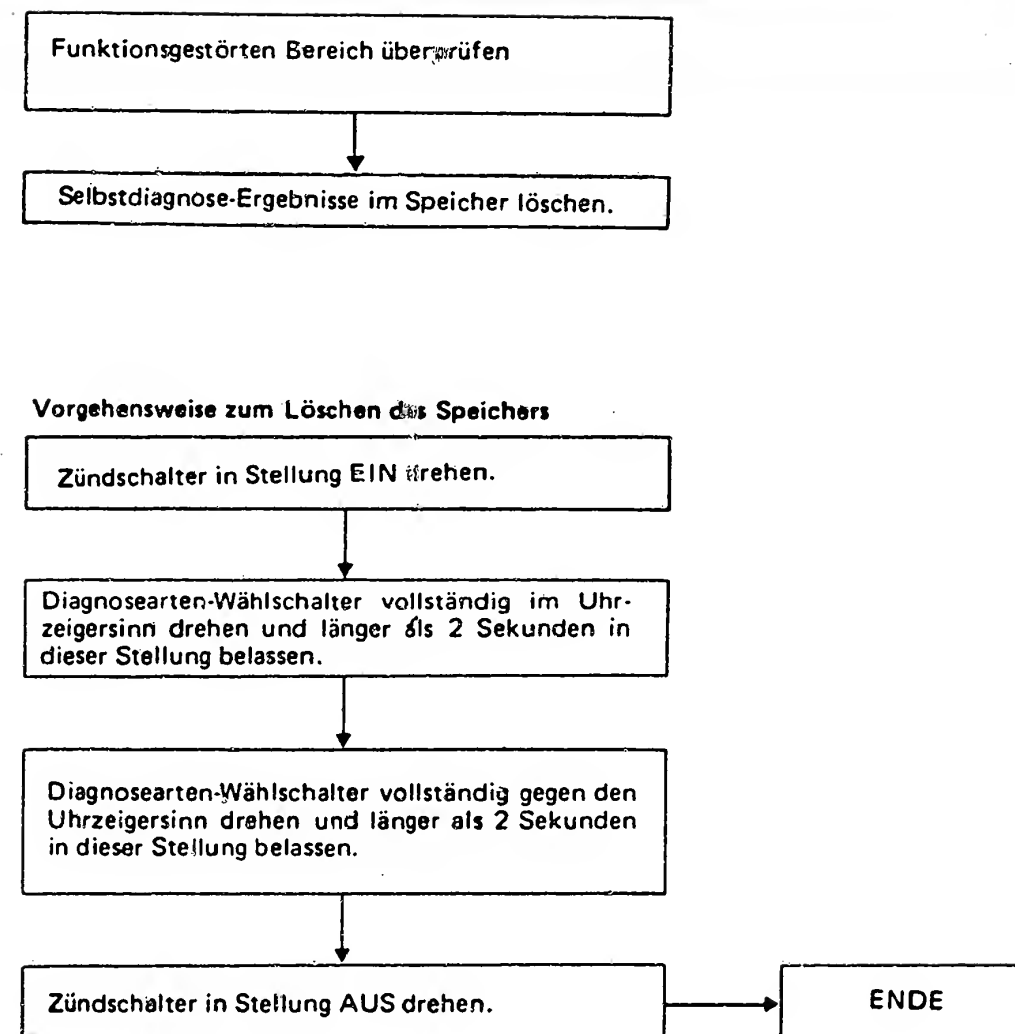 Funktionsgestörten Bereich überprüfen
Selbstdiagnose-Ergebnisse im Speicher löschen.
Vorgehensweise zum Löschen des Speichers
Zündschalter in Stellung EIN drehen.
Diagnosearten-Wählschalter vollständig im Uhr-
zeigersinn drehen und länger als 2 Sekunden in
dieser Stellung belassen.
Diagnosearten-Wählschalter vollständig gegen den
Uhrzeigersinn drehen und länger als 2 Sekunden
in dieser Stellung belassen.
Zündschalter in Stellung AUS drehen.
ENDE